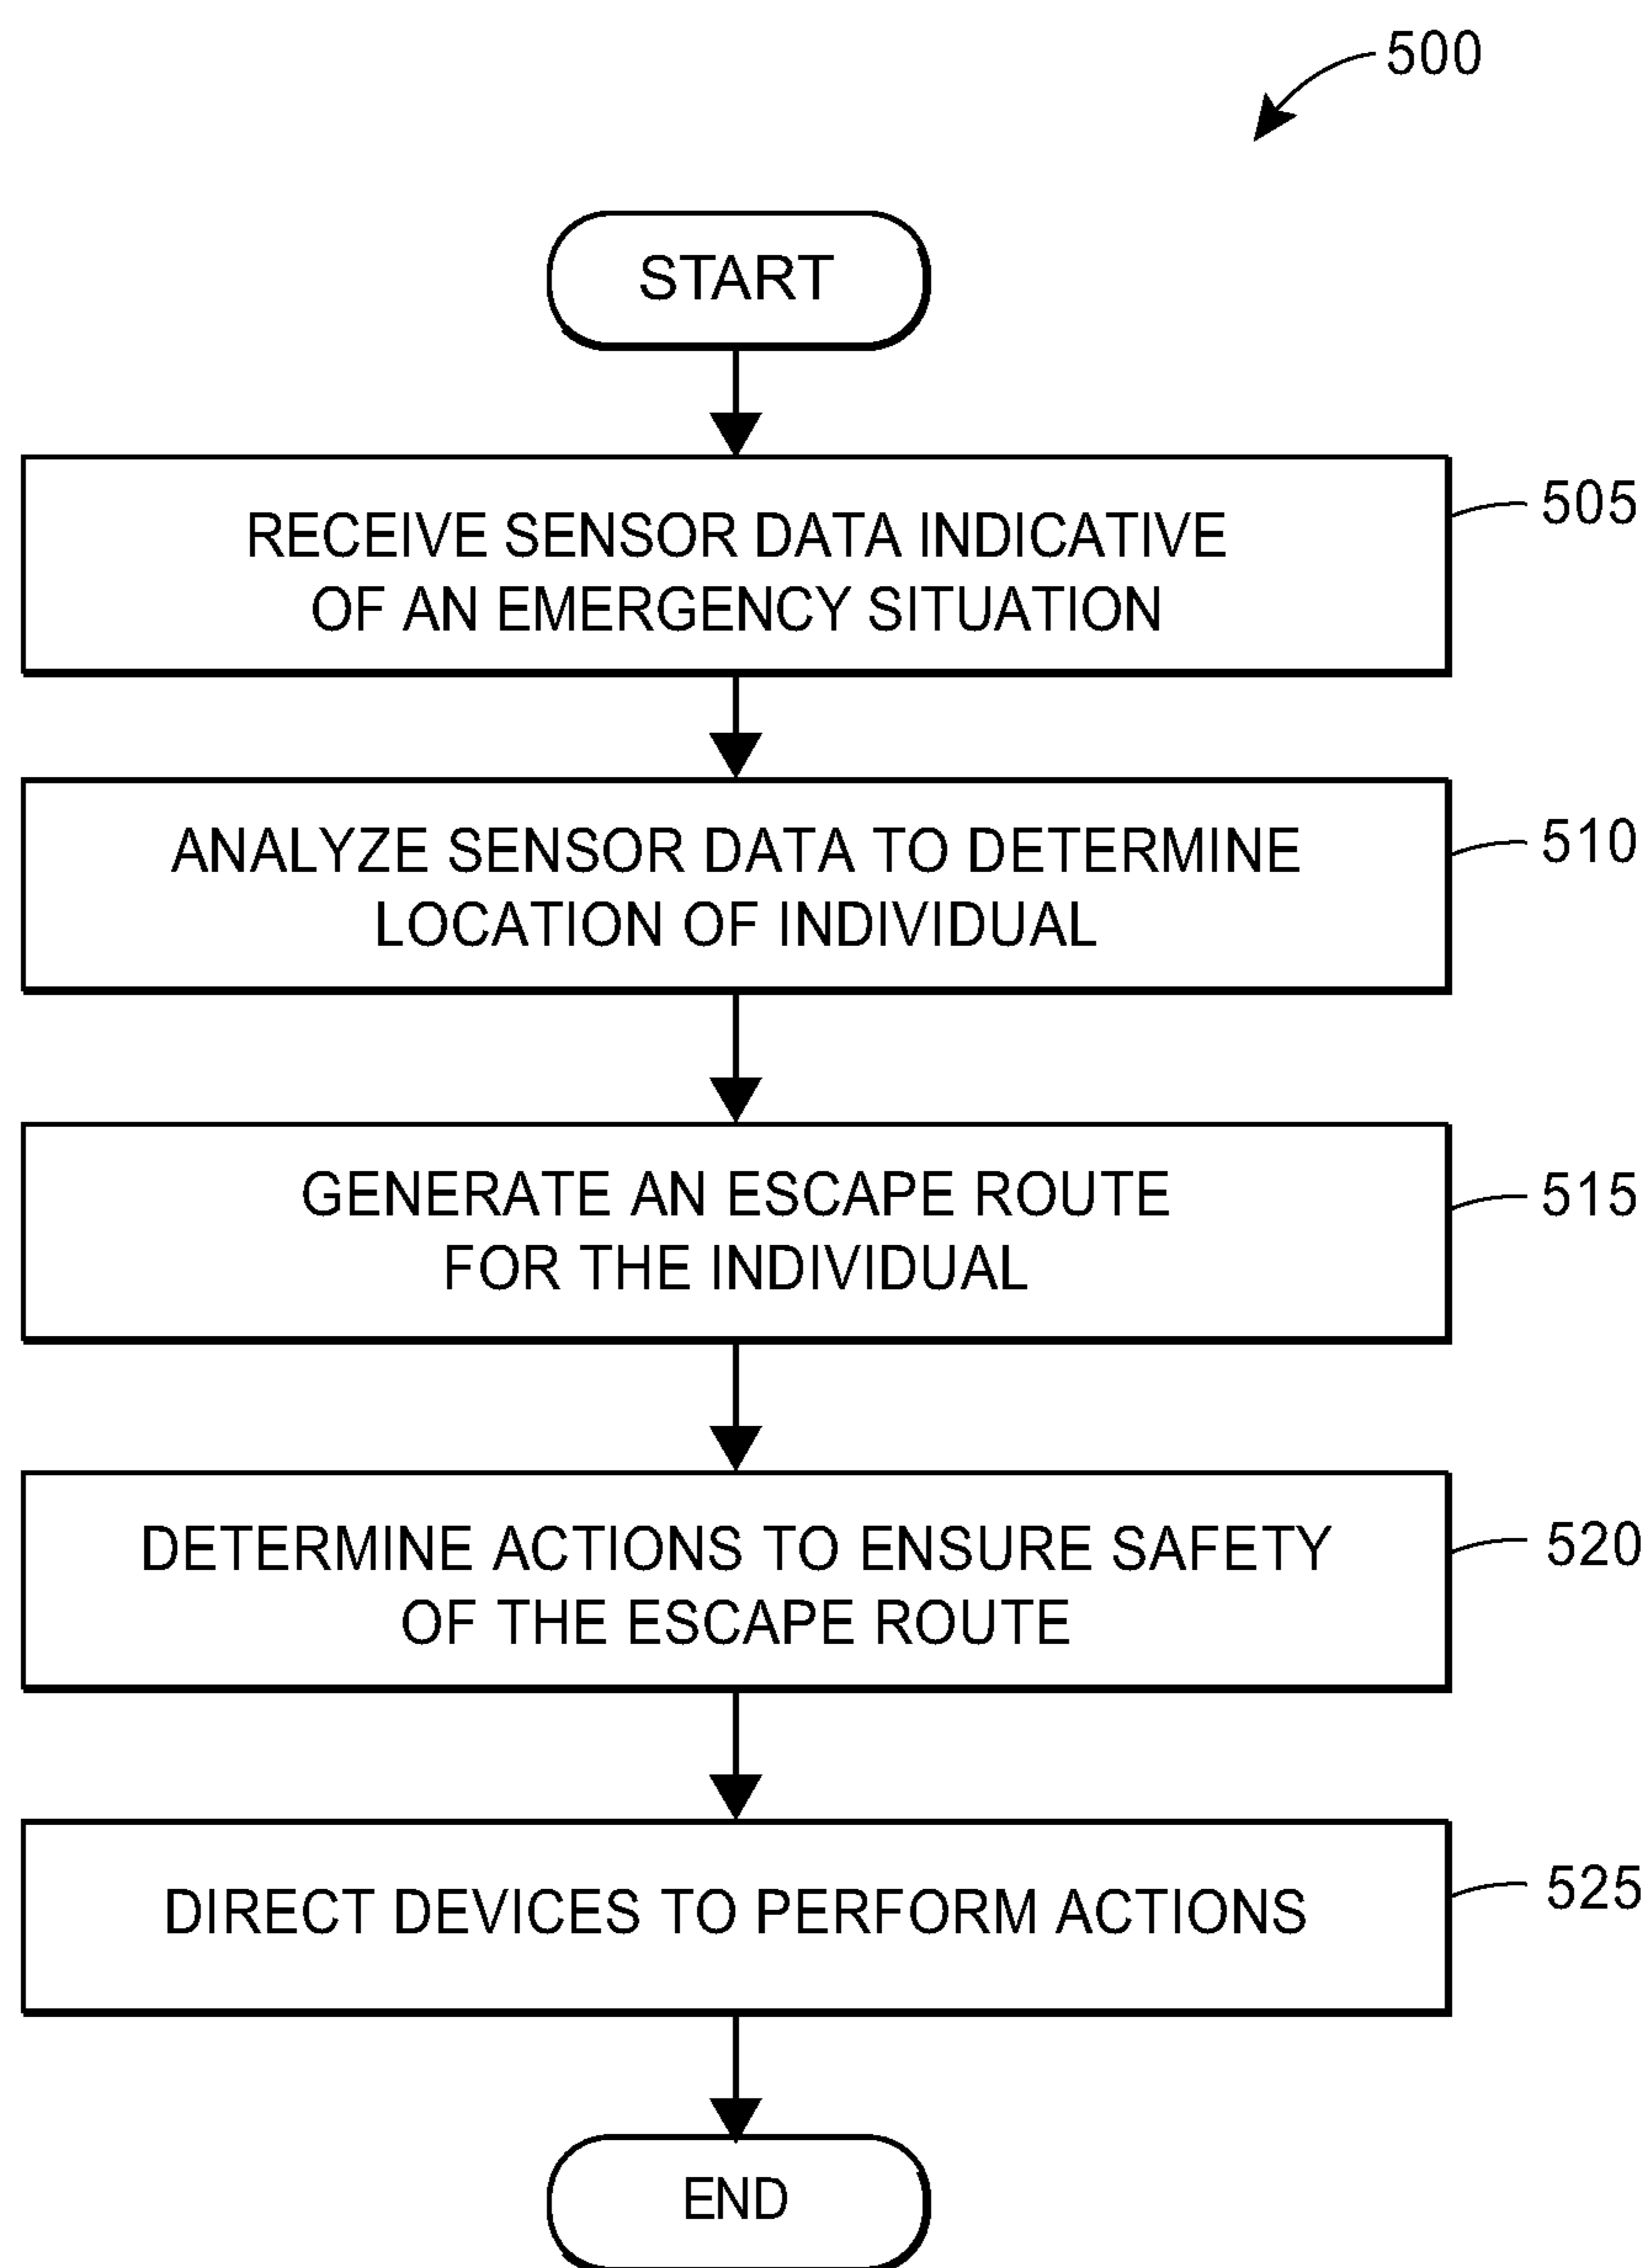 500
START
RECEIVE SENSOR DATA INDICATIVE
OF AN EMERGENCY SITUATION
505
ANALYZE SENSOR DATA TO DETERMINE
LOCATION OF INDIVIDUAL
510
GENERATE AN ESCAPE ROUTE
FOR THE INDIVIDUAL
515
DETERMINE ACTIONS TO ENSURE SAFETY
OF THE ESCAPE ROUTE
520
DIRECT DEVICES TO PERFORM ACTIONS
525
END